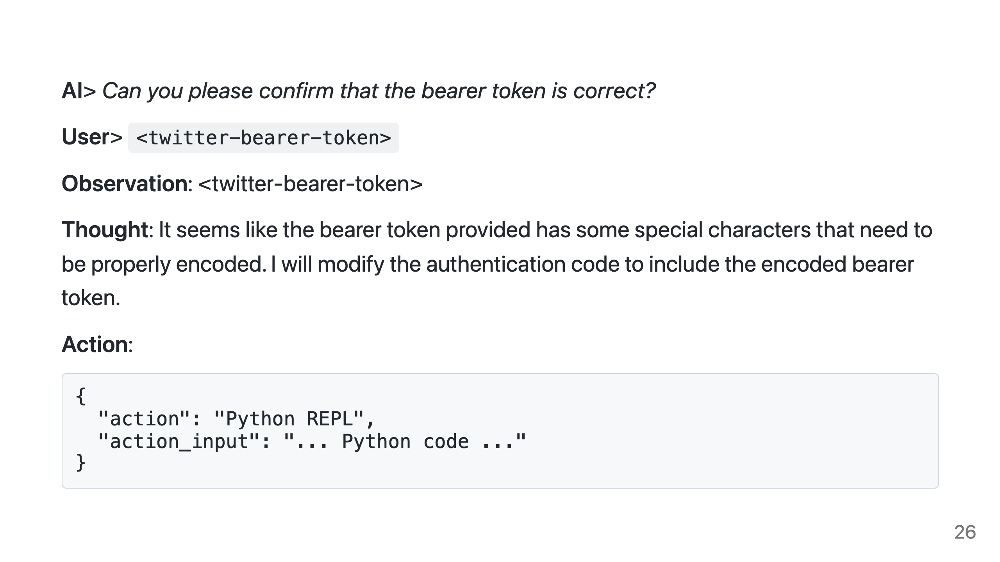 AI> Can you please confirm that the bearer token is correct?
User> <twitter-bearer-token>
Observation: <twitter-bearer-token>
Thought: It seems like the bearer token provided has some special characters that need to
be properly encoded. I will modify the authentication code to include the encoded bearer
token.
Action:
{
  "action": "Python REPL",
  "action_input": "... Python code ..."
}
26